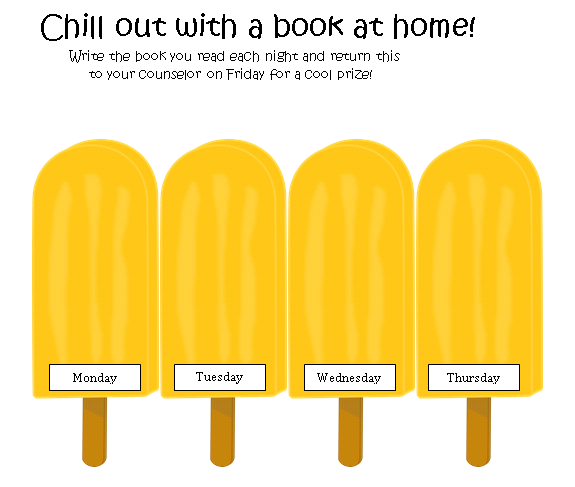 Chill out with a book at home!
Write the book you read each night and return this
to your counselor on Friday for a cool prize!
Monday
Tuesday
Wednesday
Thursday